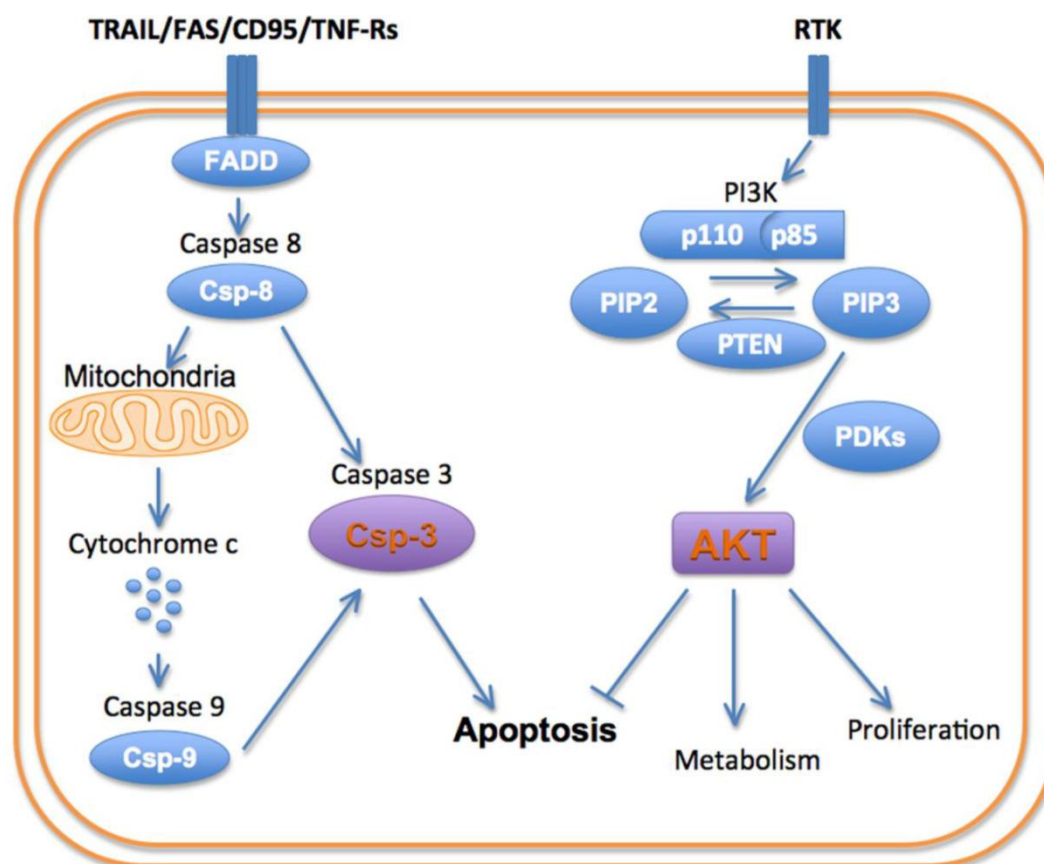 TRAIL/FAS/CD95/TNF-Rs
RTK
FADD
PI3K
p110
p85
Caspase 8
Csp-8
PIP2
PIP3
PTEN
Mitochondria
PDKs
Caspase 3
Csp-3
AKT
Cytochrome c
Caspase 9
Csp-9
Apoptosis
Metabolism
Proliferation